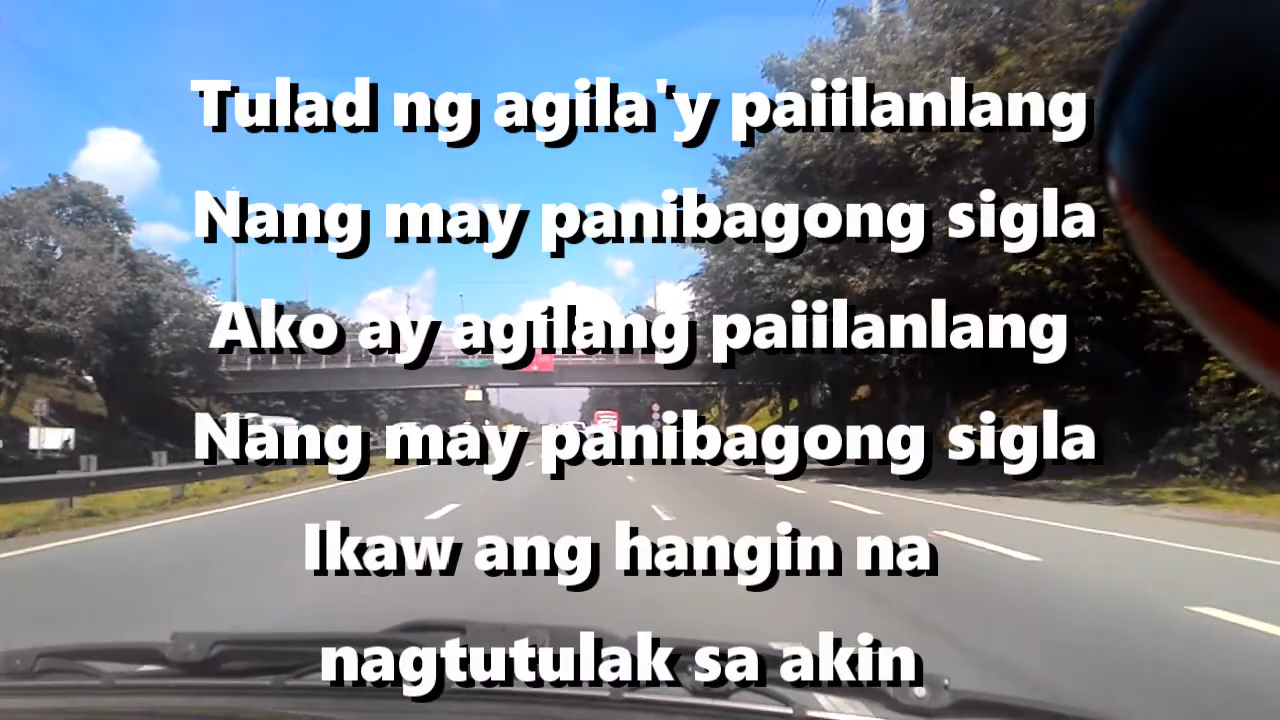 Tulad ng agila'y paiilanlang
Nang may panibagong sigla
Ako ay agilang paiilanlang
Nang may panibagong sigla
Ikaw ang hangin na
nagtutulak sa akin